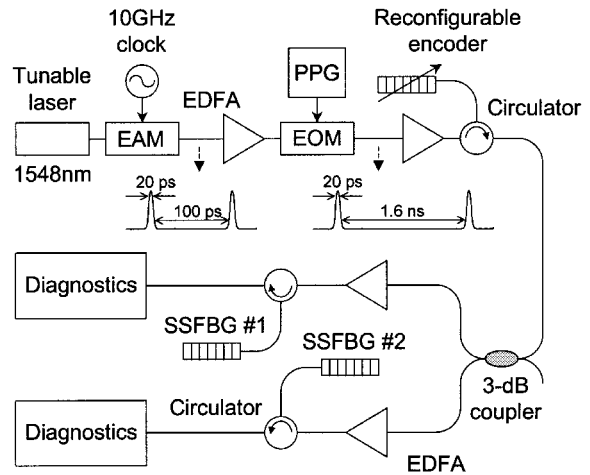 10GHz
clock
Reconfigurable
encoder
Tunable
laser
EDFA
PPG
Circulator
EAM
EOM
1548nm
20 ps
100 ps
20 ps
1.6 ns
Diagnostics
SSFBG #1
SSFBG #2
3-dB
coupler
Circulator
Diagnostics
EDFA